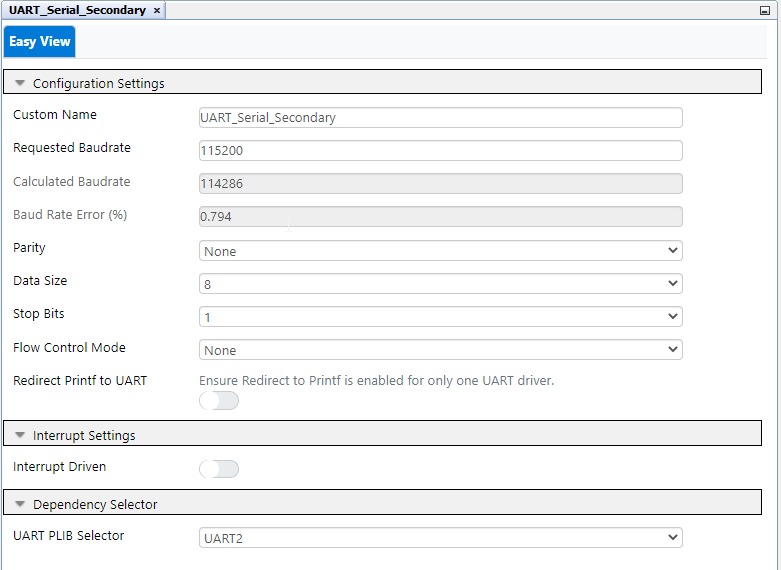 UART_Serial_Secondary ×
Easy View
Configuration Settings
Custom Name UART_Serial_Secondary
Requested Baudrate 115200
Calculated Baudrate 114286
Baud Rate Error (%) 0.794
Parity None
Data Size 8
Stop Bits 1
Flow Control Mode None
Redirect Printf to UART Ensure Redirect to Printf is enabled for only one UART driver.
Interrupt Settings
Interrupt Driven
Dependency Selector
UART PLIB Selector UART2